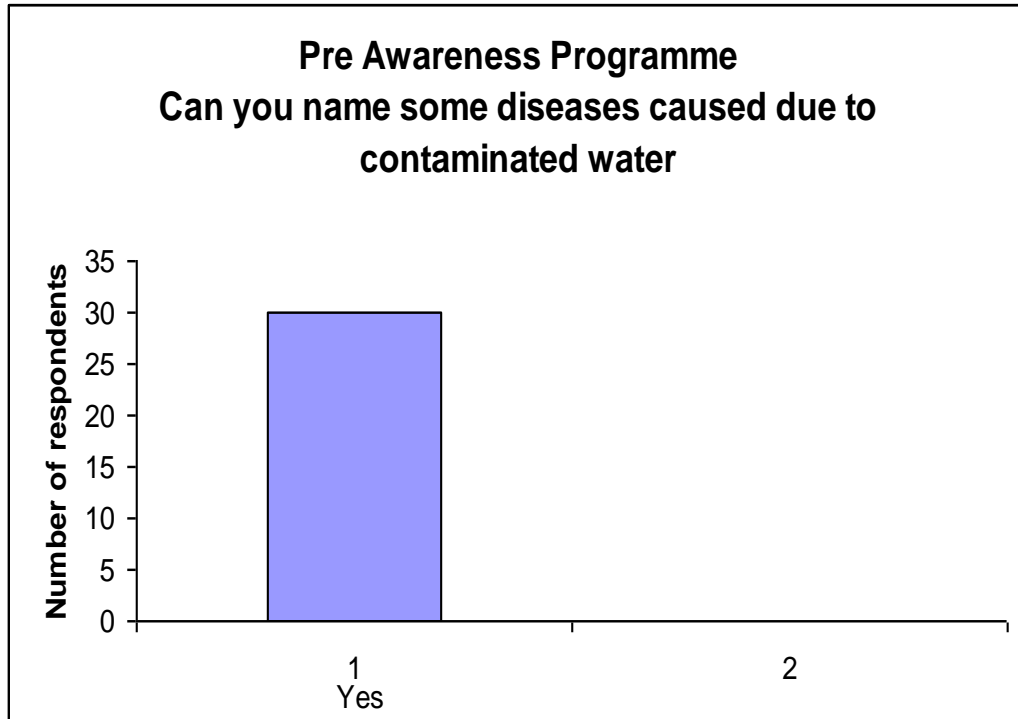 Pre Awareness Programme
Can you name some diseases caused due to
contaminated water
Number of respondents
35
30
25
20
15
10
5
0
1
2
Yes